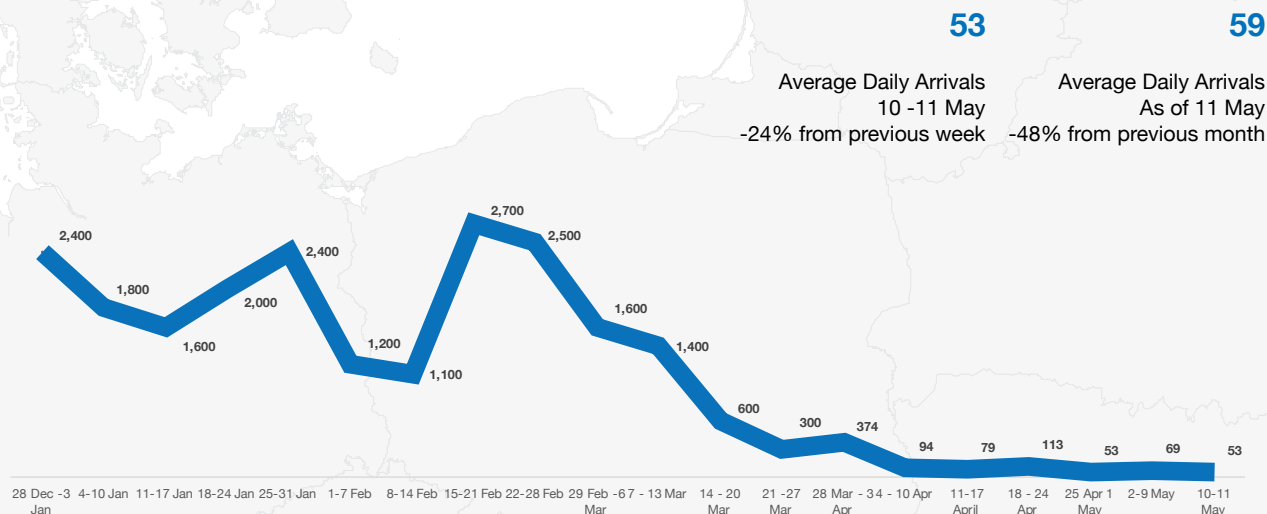 53
59
Average Daily Arrivals
10 -11 May
-24% from previous week
Average Daily Arrivals
As of 11 May
-48% from previous month
2,400
1,800
1,600
2,000
2,400
1,200
1,100
2,700
2,500
1,600
1,400
600
300
374
94
79
113
53
69
53
28 Dec -3
Jan
4-10 Jan
11-17 Jan
18-24 Jan
25-31 Jan
1-7 Feb
8-14 Feb
15-21 Feb
22-28 Feb
29 Feb -6
Mar
7 - 13 Mar
14 - 20
Mar
21 -27
Mar
28 Mar - 3
Apr
4 - 10 Apr
11-17
April
18 - 24
Apr
25 Apr 1
May
2-9 May
10-11
May